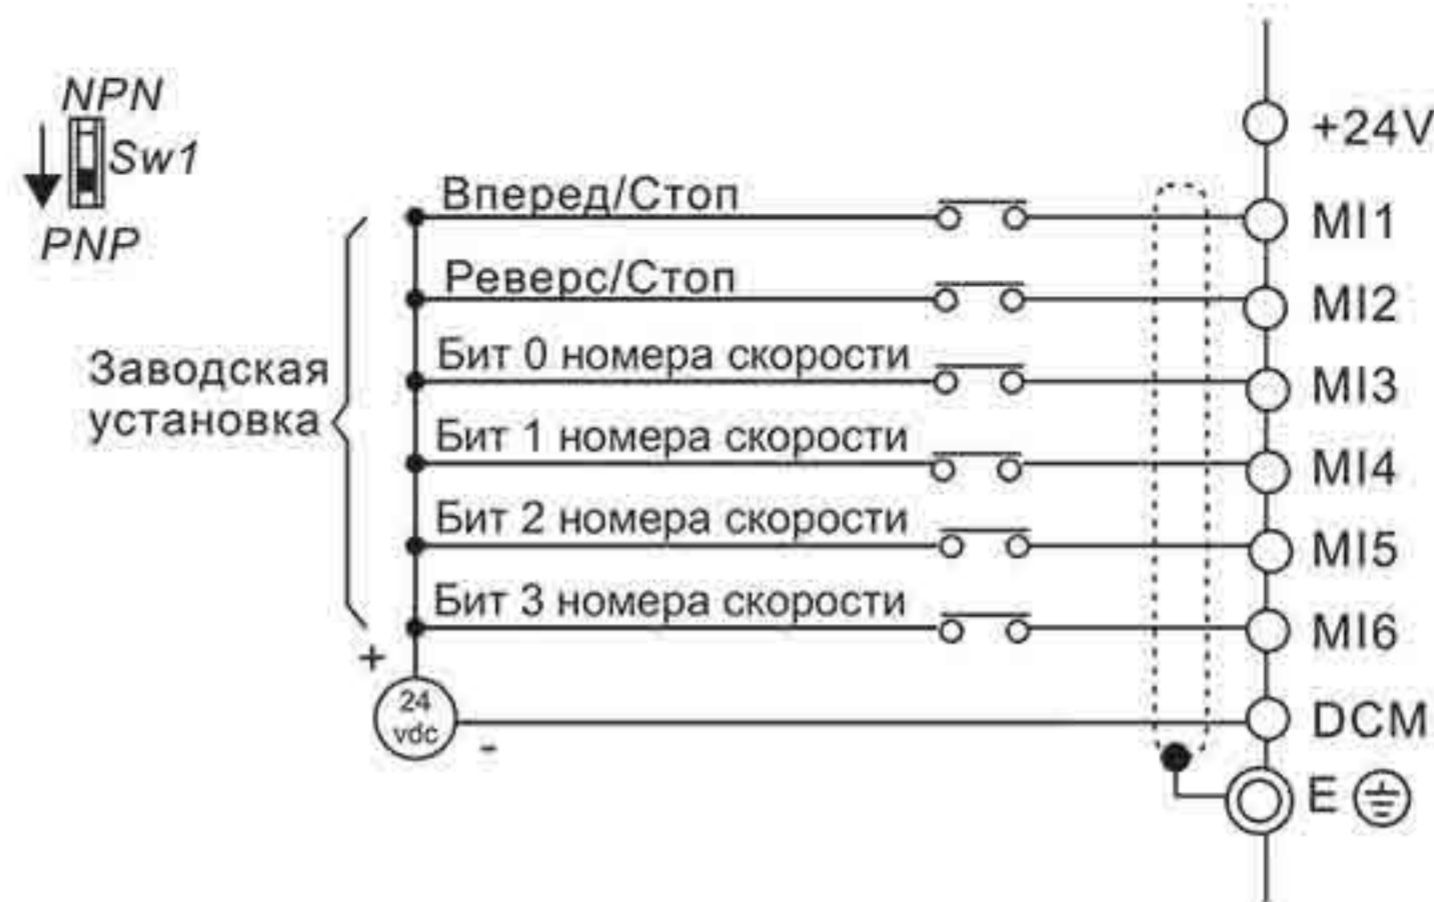 NPN
Sw1
PNP
+24V
Вперед/Стоп
MI1
Реверс/Стоп
MI2
Бит 0 номера скорости
MI3
Заводская
установка
Бит 1 номера скорости
MI4
Бит 2 номера скорости
MI5
Бит 3 номера скорости
MI6
+
24
vdc
-
DCM
E